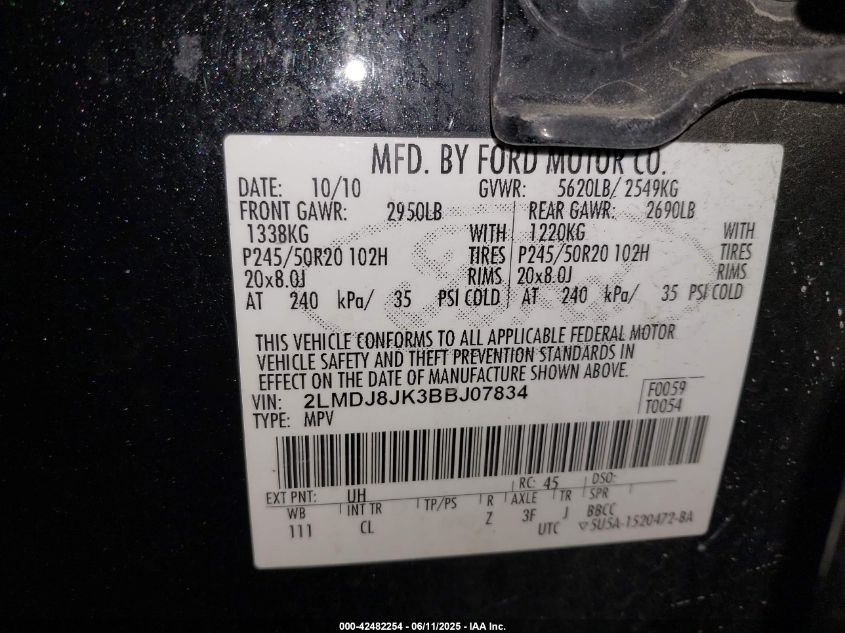 MFD. BY FORD MOTOR CO.
DATE: 10/10 GVWR: 5620LB/ 2549KG
FRONT GAWR: 2950LB REAR GAWR: 2690LB
1338KG WITH 1220KG WITH
P245/50R20 102H TIRES P245/50R20 102H TIRES
20x8.0J RIMS 20x8.0J RIMS
AT 240 kPa/ 35 PSI COLD AT 240 kPa/ 35 PSI COLD
THIS VEHICLE CONFORMS TO ALL APPLICABLE FEDERAL MOTOR
VEHICLE SAFETY AND THEFT PREVENTION STANDARDS IN
EFFECT ON THE DATE OF MANUFACTURE SHOWN ABOVE.
VIN: 2LMDJ8JK3BBJ07834 F0059
TYPE: MPV T0054
EXT PNT: UH RC: 45 DSO:
WB INT TR TP/PS R AXLE TR SPR
111 CL Z 3F J BBCC
UTC ▽5U5A-1520472-BA
000-42482254 - 06/11/2025 - IAA Inc.